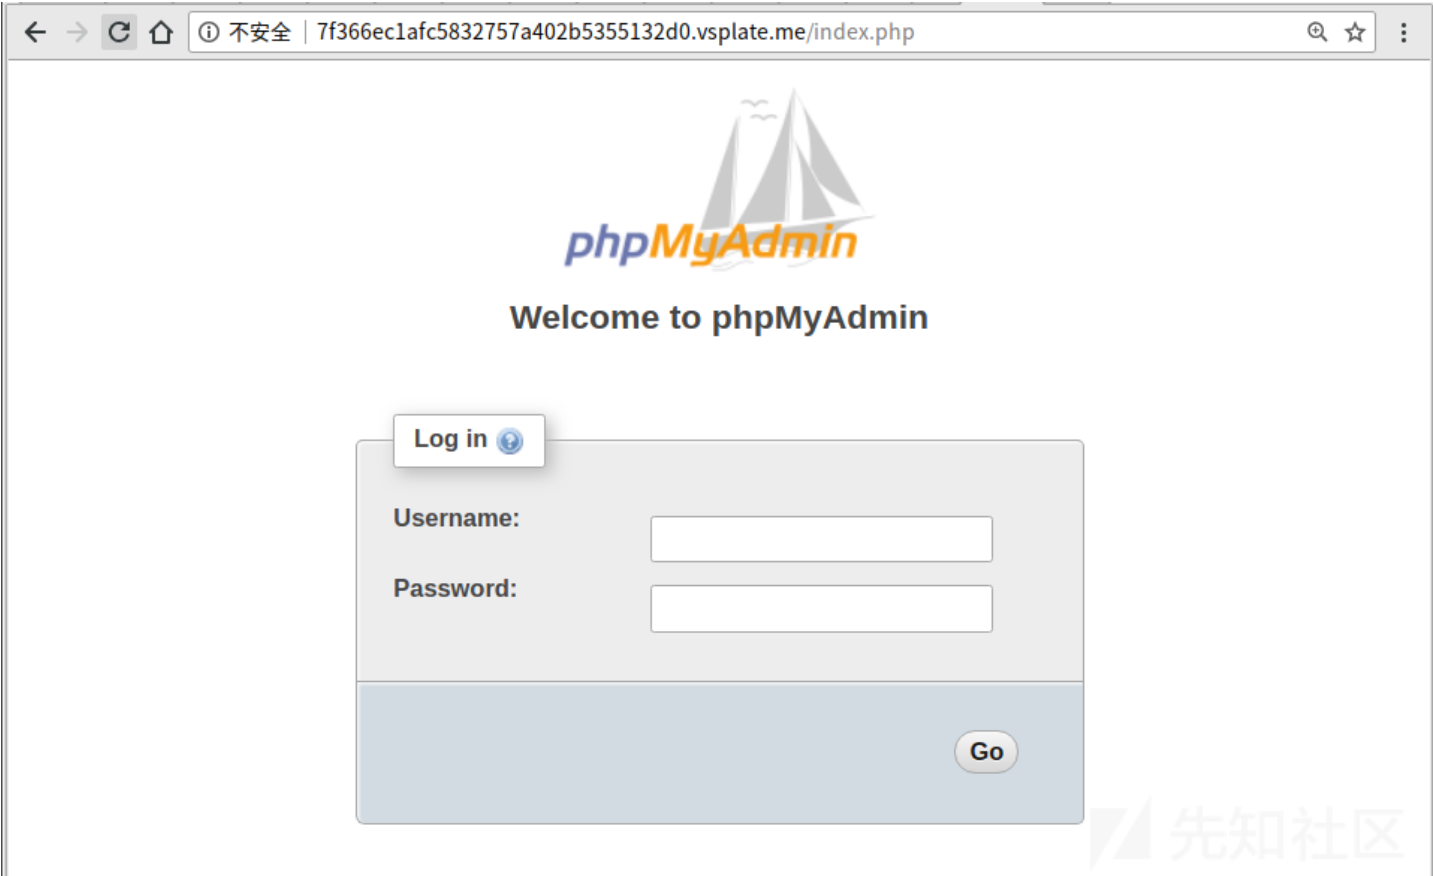 不安全 7f366ec1afc5832757a402b5355132d0.vsplate.me/index.php
phpMyAdmin
Welcome to phpMyAdmin
Log in
Username:
Password:
Go
先知社区